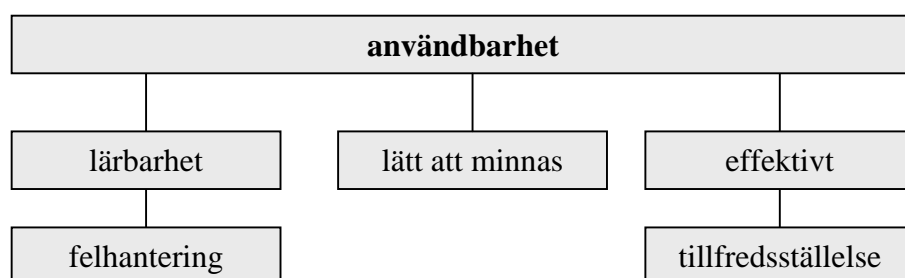 användbarhet
lärbarhet
lätt att minnas
effektivt
felhantering
tillfredsställelse